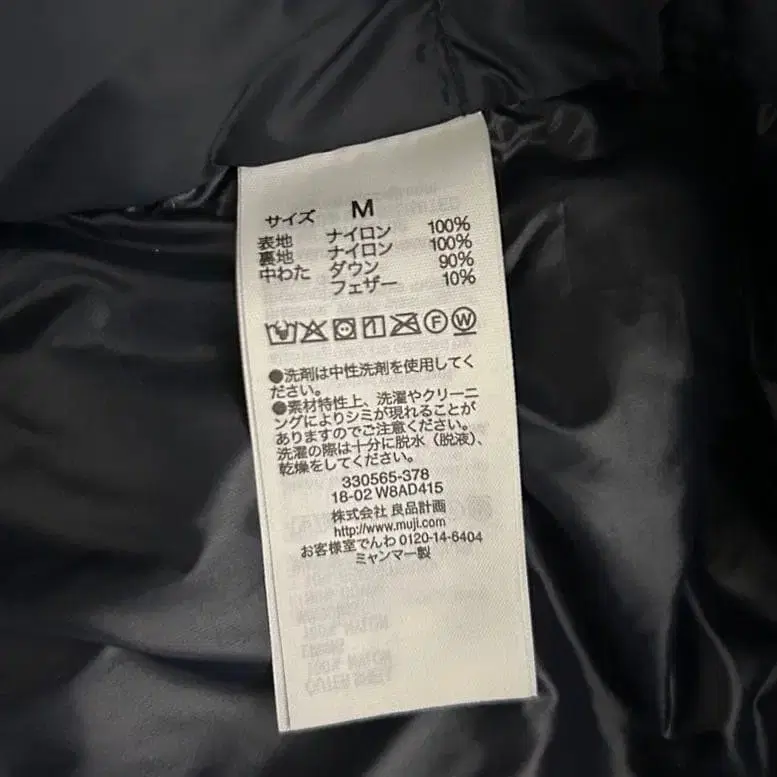 サイズ M
表地 ナイロン 100%
裏地 ナイロン 100%
中わた ダウン 90%
フェザー 10%
F W
●洗剤は中性洗剤を使用してく
ださい。
●素材特性上、洗濯やクリーニ
ングによりシミが現れることが
ありますのでご注意ください。
洗濯の際は十分に脱水（脱液）、
乾燥をしてください。
330565-378
18-02 W8AD415
株式会社 良品計画
http://www.muji.com
お客様室でんわ 0120-14-6404
ミャンマー製